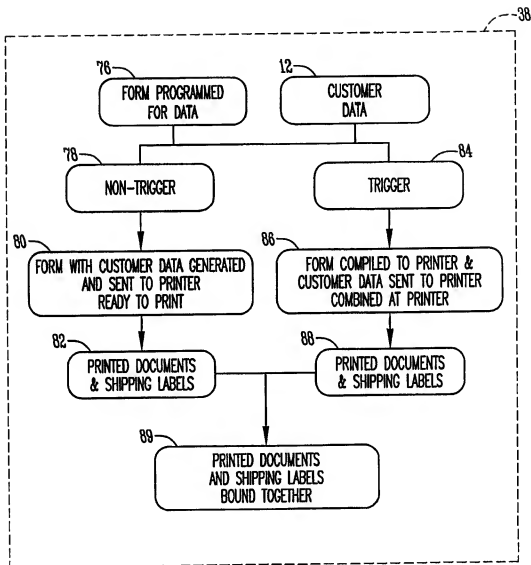 38
76
FORM PROGRAMMED
FOR DATA
12
CUSTOMER
DATA
78
NON-TRIGGER
84
TRIGGER
80
FORM WITH CUSTOMER DATA GENERATED
AND SENT TO PRINTER
READY TO PRINT
86
FORM COMPILED TO PRINTER &
CUSTOMER DATA SENT TO PRINTER
COMBINED AT PRINTER
82
PRINTED DOCUMENTS
& SHIPPING LABELS
88
PRINTED DOCUMENTS
& SHIPPING LABELS
89
PRINTED DOCUMENTS
AND SHIPPING LABELS
BOUND TOGETHER